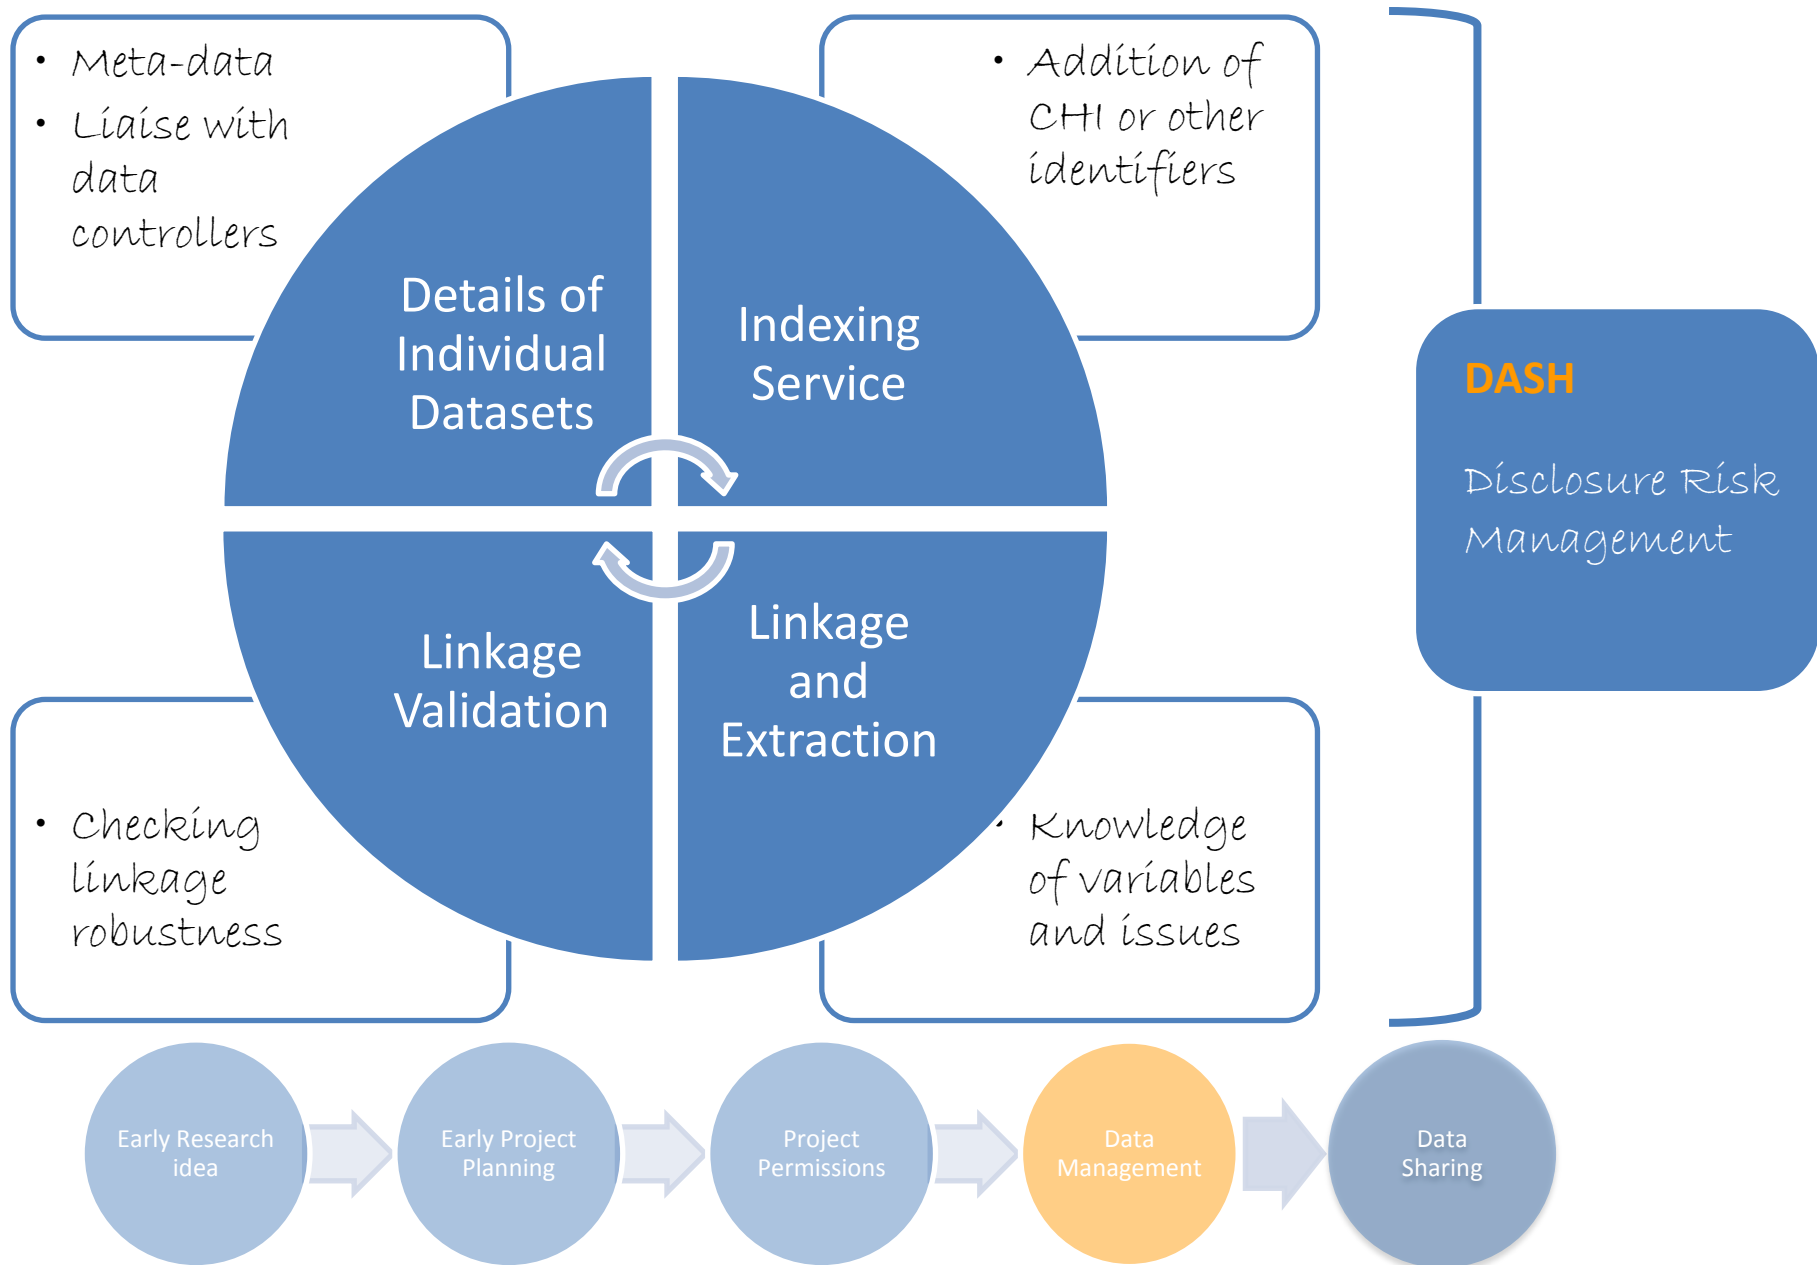 • Meta-data
• Liaise with
data
controllers
• Addition of
CHI or other
identifiers
Details of
Individual
Datasets
Indexing
Service
DASH
Disclosure Risk
Management
Linkage
Validation
Linkage
and
Extraction
• Checking
linkage
robustness
• Knowledge
of variables
and issues
Early Research
idea
Early Project
Planning
Project
Permissions
Data
Management
Data
Sharing